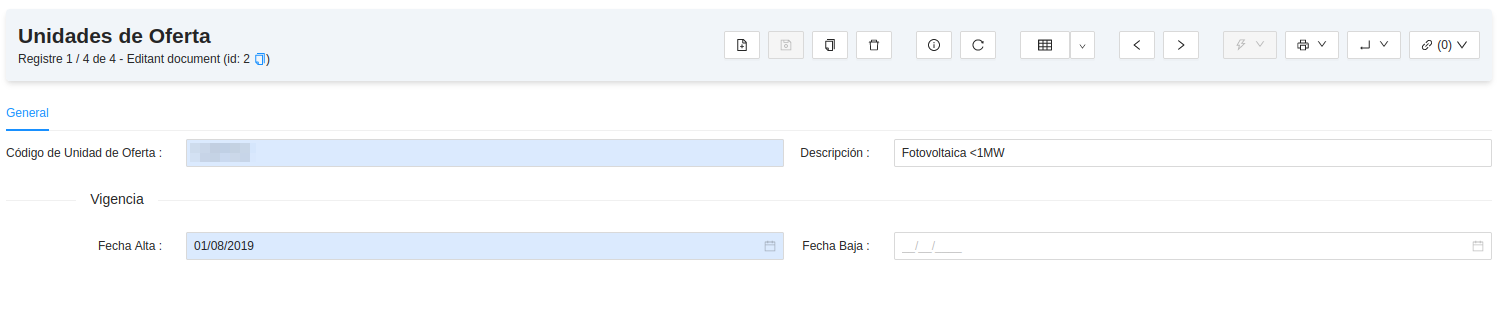 Unidades de Oferta
Registre 1 / 4 de 4 - Editant document (id: 2 )
(0)
General
Código de Unidad de Oferta :
Descripción : Fotovoltaica <1MW
Vigencia
Fecha Alta : 01/08/2019
Fecha Baja : __/__/____